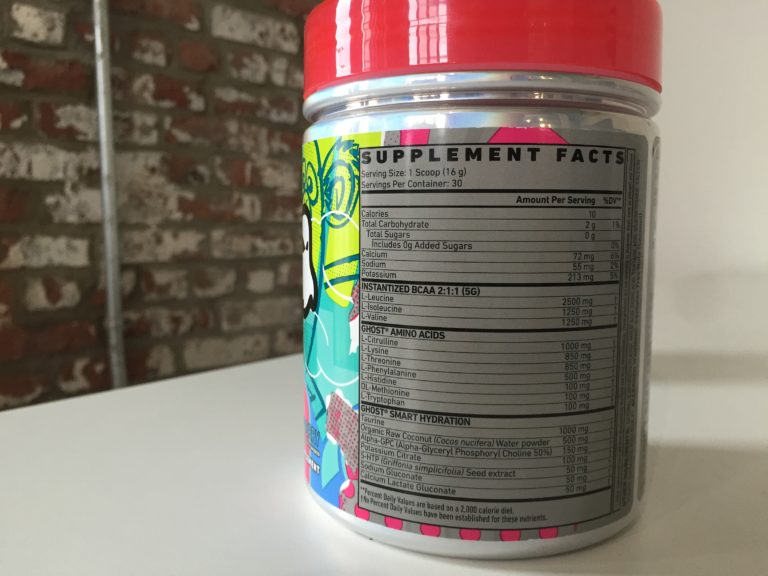 SUPPLEMENT FACTS
Serving Size: 1 Scoop (16 g)
Servings Per Container: 30
Amount Per Serving %DV**
Calories 10
Total Carbohydrate 2 g 1%
Total Sugars 0 g
Includes 0g Added Sugars 0%
Calcium 72 mg 6%
Sodium 55 mg 2%
Potassium 213 mg 5%
INSTANTIZED BCAA 2:1:1 (5G)
L-Leucine 2500 mg
L-Isoleucine 1250 mg
L-Valine 1250 mg
GHOST® AMINO ACIDS
L-Citrulline 1000 mg
L-Lysine 850 mg
L-Threonine 850 mg
L-Phenylalanine 500 mg
L-Histidine 100 mg
DL-Methionine 100 mg
L-Tryptophan 100 mg
GHOST® SMART HYDRATION
Taurine 1000 mg
Organic Raw Coconut (Cocos nucifera) Water powder 500 mg
Alpha-GPC (Alpha-Glyceryl Phosphoryl Choline 50%) 150 mg
Potassium Citrate 100 mg
5-HTP (Griffonia simplicifolia) Seed extract 50 mg
Sodium Gluconate 50 mg
Calcium Lactate Gluconate 50 mg
**Percent Daily Values are based on a 2,000 calorie diet.
†No Percent Daily Values have been established for these nutrients.